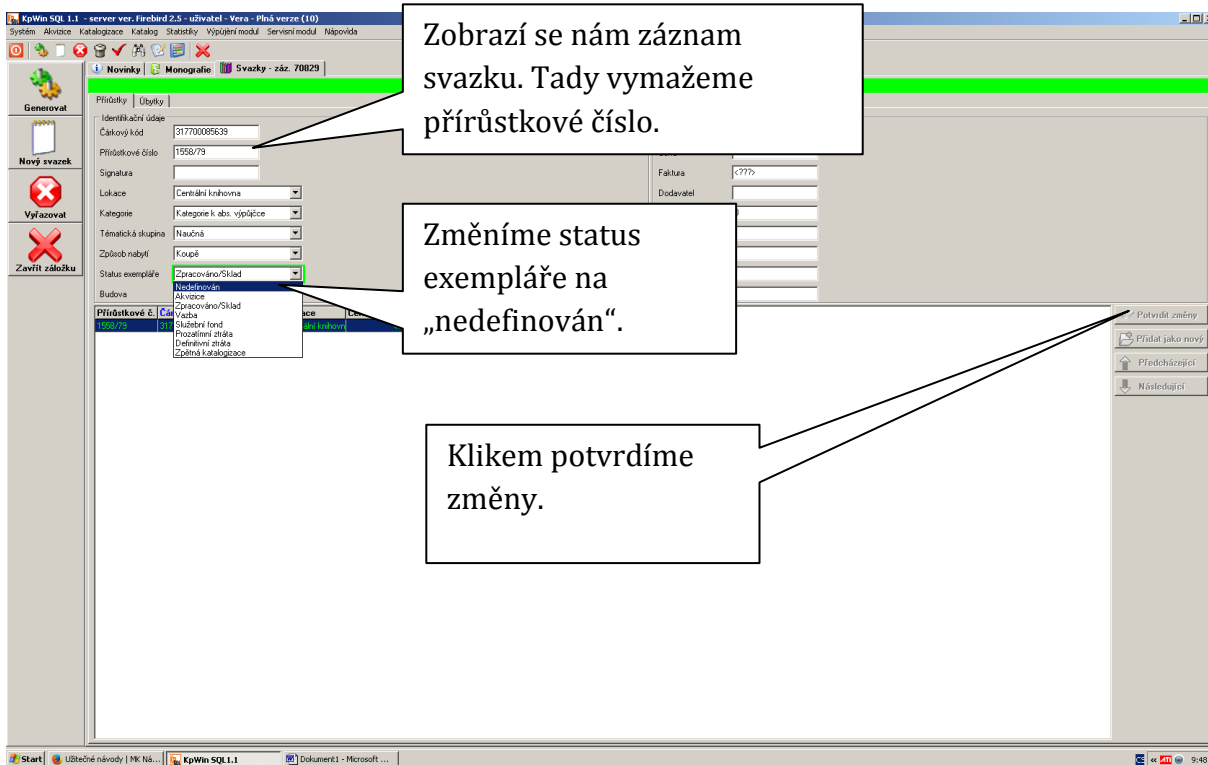 KpWin SQL 1.1 - server ver. Firebird 2.5 - uživatel - Vera - Plná verze (10)
Systém Akvizice Katalogizace Katalog Statistiky Výpůjční modul Servisní modul Nápověda
Novinky Monografie Svazky - záz. 70829
Generovat
Nový svazek
Vyřazovat
Zavřít záložku
Přírůstky Úbytky
Identifikační údaje
Čárkový kód 317700085639
Přírůstkové číslo 1558/79
Signatura
Lokace Centrální knihovna
Kategorie Kategorie k abs. výpůjčce
Tématická skupina Naučná
Způsob nabytí Koupě
Status exempláře Zpracováno/Sklad
Budova
Nedefinován
Akvizice
Zpracováno/Sklad
Vazba
Služební fond
Prozatímní ztráta
Definitivní ztráta
Zpětná katalogizace
Faktura <???>
Dodavatel
Přírůstkové č.
1558/79
Zobrazí se nám záznam
svazku. Tady vymažeme
přírůstkové číslo.
Změníme status
exempláře na
„nedefinován“.
Klikem potvrdíme
změny.
Potvrdit změny
Přidat jako nový
Předcházející
Následující
Start Užitečné návody | MK Ná... KpWin SQL1.1 Dokument1 - Microsoft ... 9:48